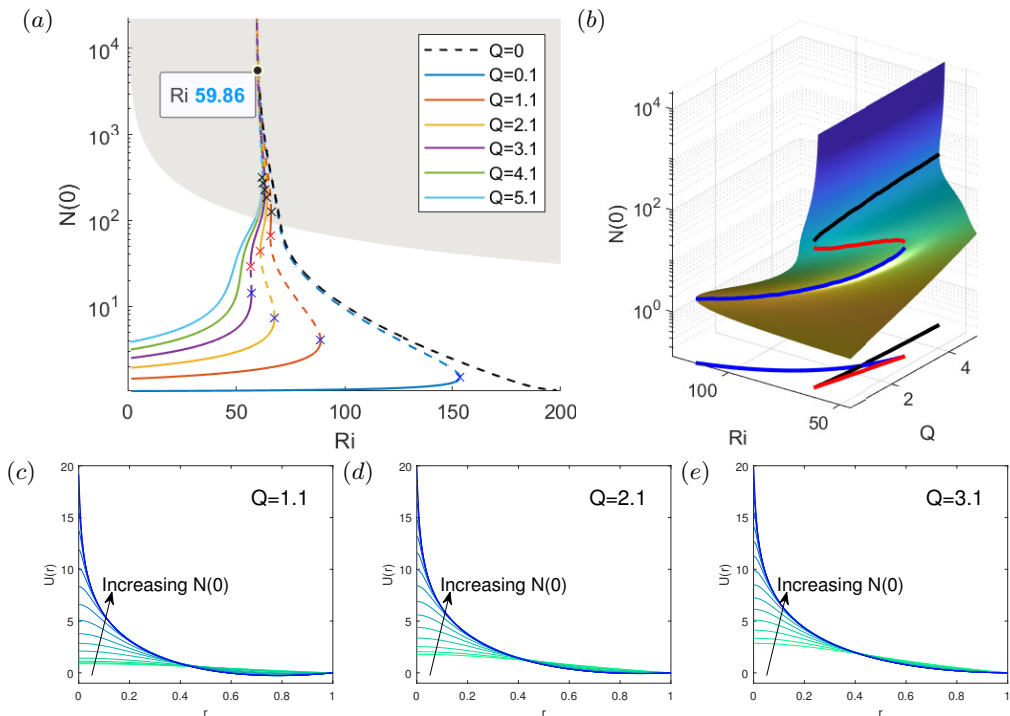 (a)
N(0)
10^4
10^3
10^2
10^1
0
50
100
150
200
Ri
Ri 59.86
Q=0
Q=0.1
Q=1.1
Q=2.1
Q=3.1
Q=4.1
Q=5.1
(b)
N(0)
10^4
10^2
10^0
100
50
Ri
2
4
Q
(c)
U(r)
20
15
10
5
0
Q=1.1
Increasing N(0)
0
0.2
0.4
0.6
0.8
1
r
(d)
U(r)
20
15
10
5
0
Q=2.1
Increasing N(0)
0
0.2
0.4
0.6
0.8
1
r
(e)
U(r)
20
15
10
5
0
Q=3.1
Increasing N(0)
0
0.2
0.4
0.6
0.8
1
r